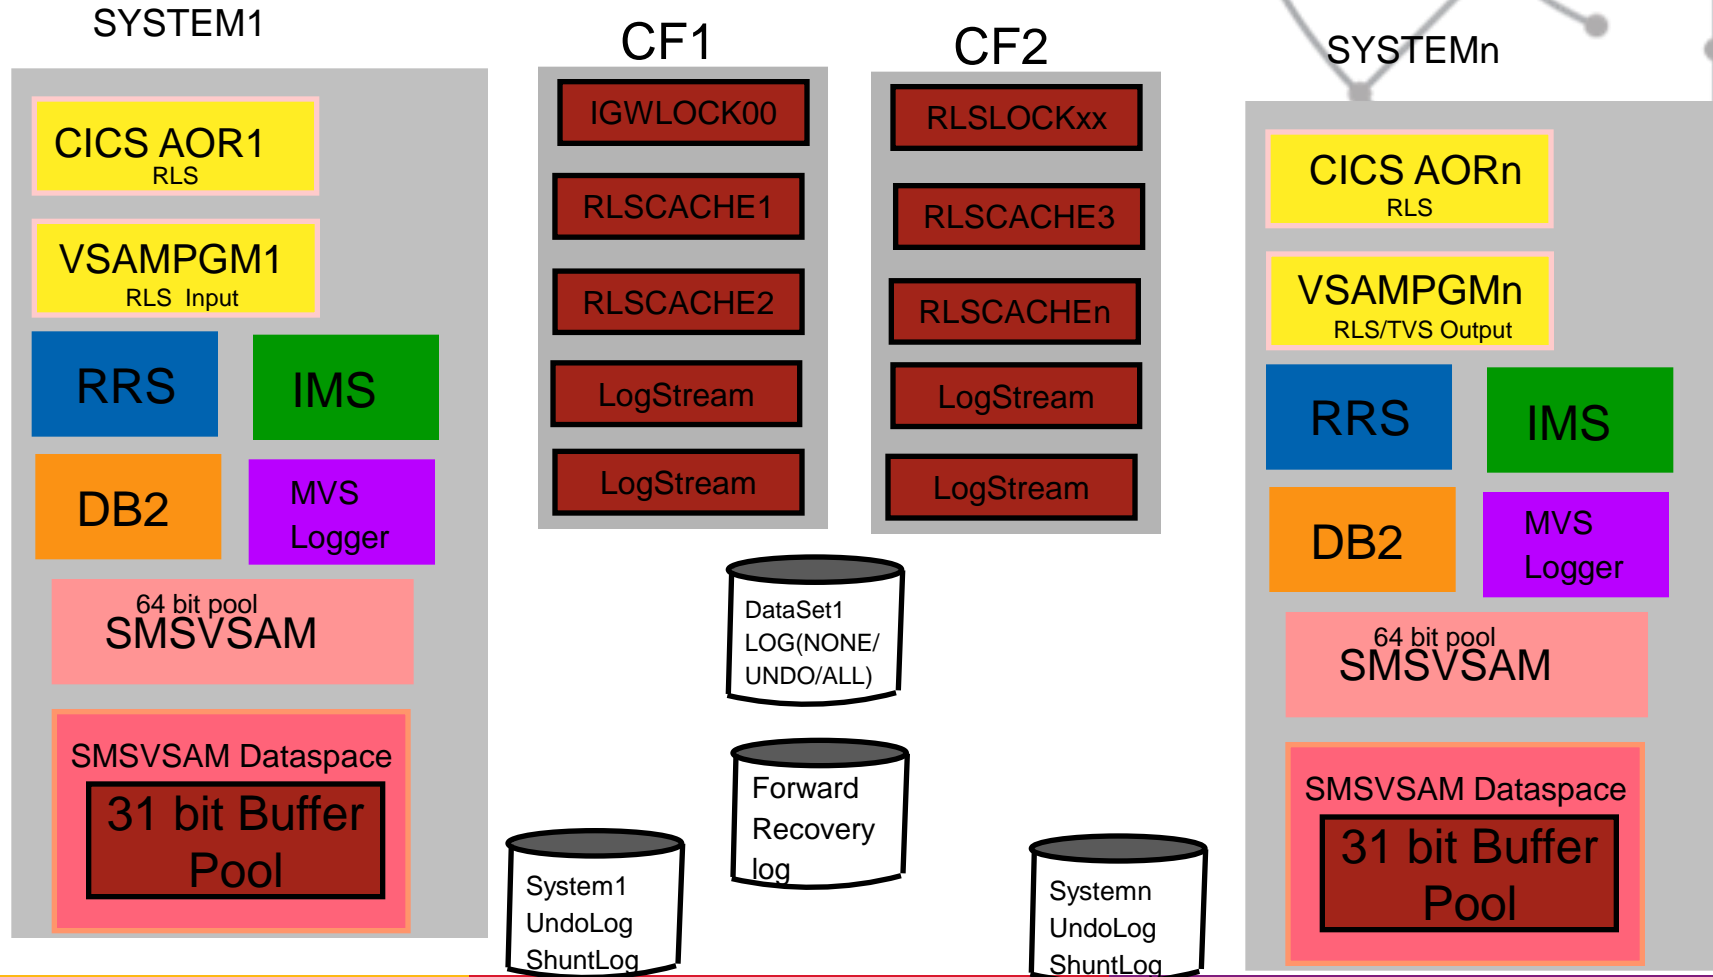 SYSTEM1
CICS AOR1
RLS
VSAMPGM1
RLS Input
RRS
IMS
DB2
MVS
Logger
64 bit pool
SMSVSAM
SMSVSAM Dataspace
31 bit Buffer
Pool
CF1
IGWLOCK00
RLSCACHE1
RLSCACHE2
LogStream
LogStream
CF2
RLSLOCKxx
RLSCACHE3
RLSCACHEn
LogStream
LogStream
DataSet1
LOG(NONE/
UNDO/ALL)
Forward
Recovery
log
System1
UndoLog
ShuntLog
Systemn
UndoLog
ShuntLog
SYSTEMn
CICS AORn
RLS
VSAMPGMn
RLS/TVS Output
RRS
IMS
DB2
MVS
Logger
64 bit pool
SMSVSAM
SMSVSAM Dataspace
31 bit Buffer
Pool